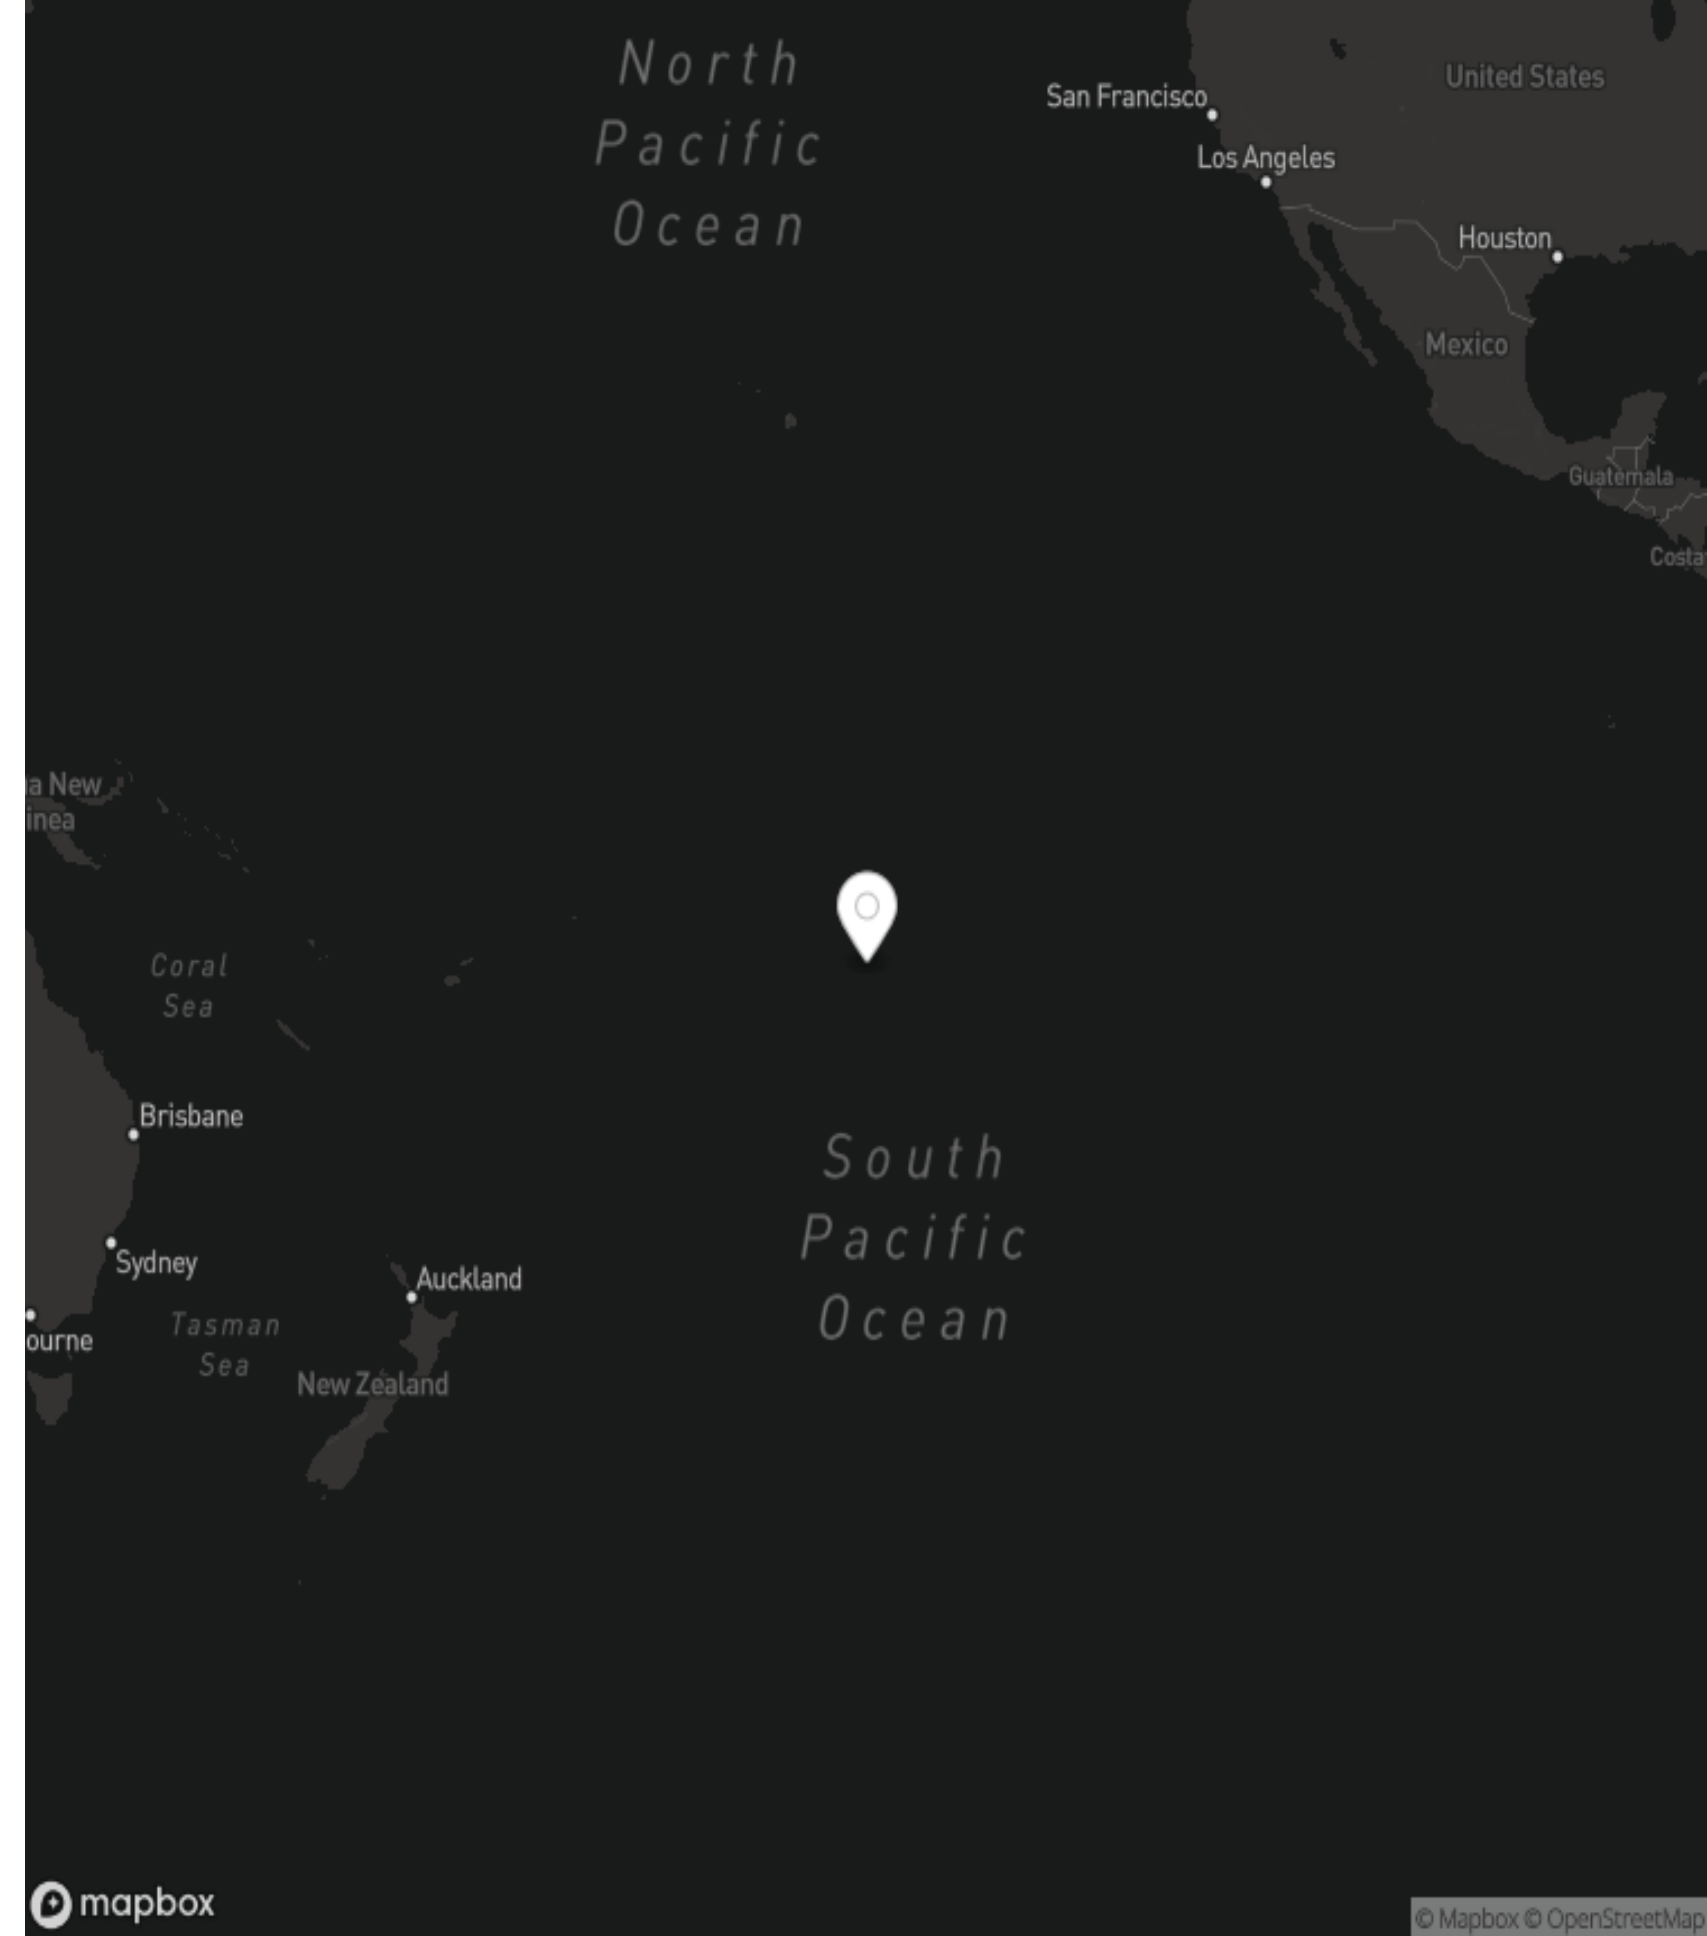 North
Pacific
Ocean
United States
San Francisco
Los Angeles
Houston
Mexico
Guatemala
Costa
a New
inea
Coral
Sea
Brisbane
South
Pacific
Ocean
Sydney
Auckland
ourne
Tasman
Sea
New Zealand
mapbox
© Mapbox © OpenStreetMap